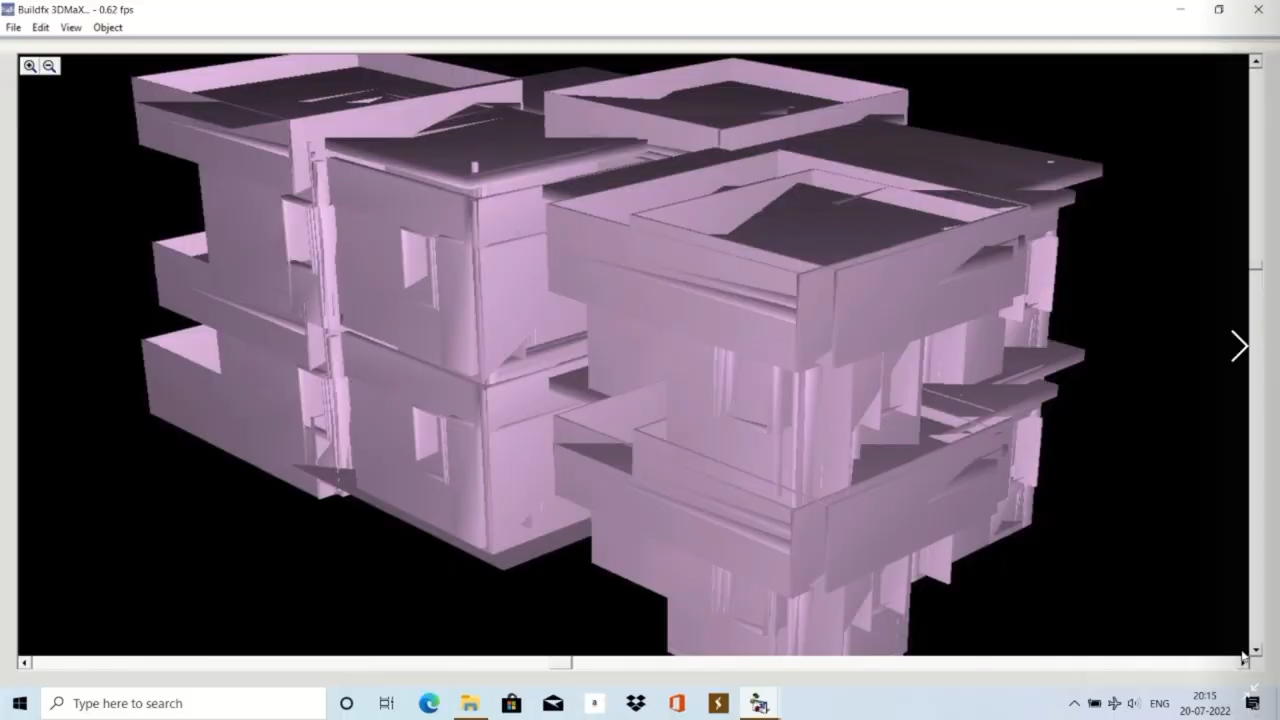 Buildfx 3DMaX... - 0.62 fps
File Edit View Object
Type here to search
a
ENG
20:15
20-07-2022